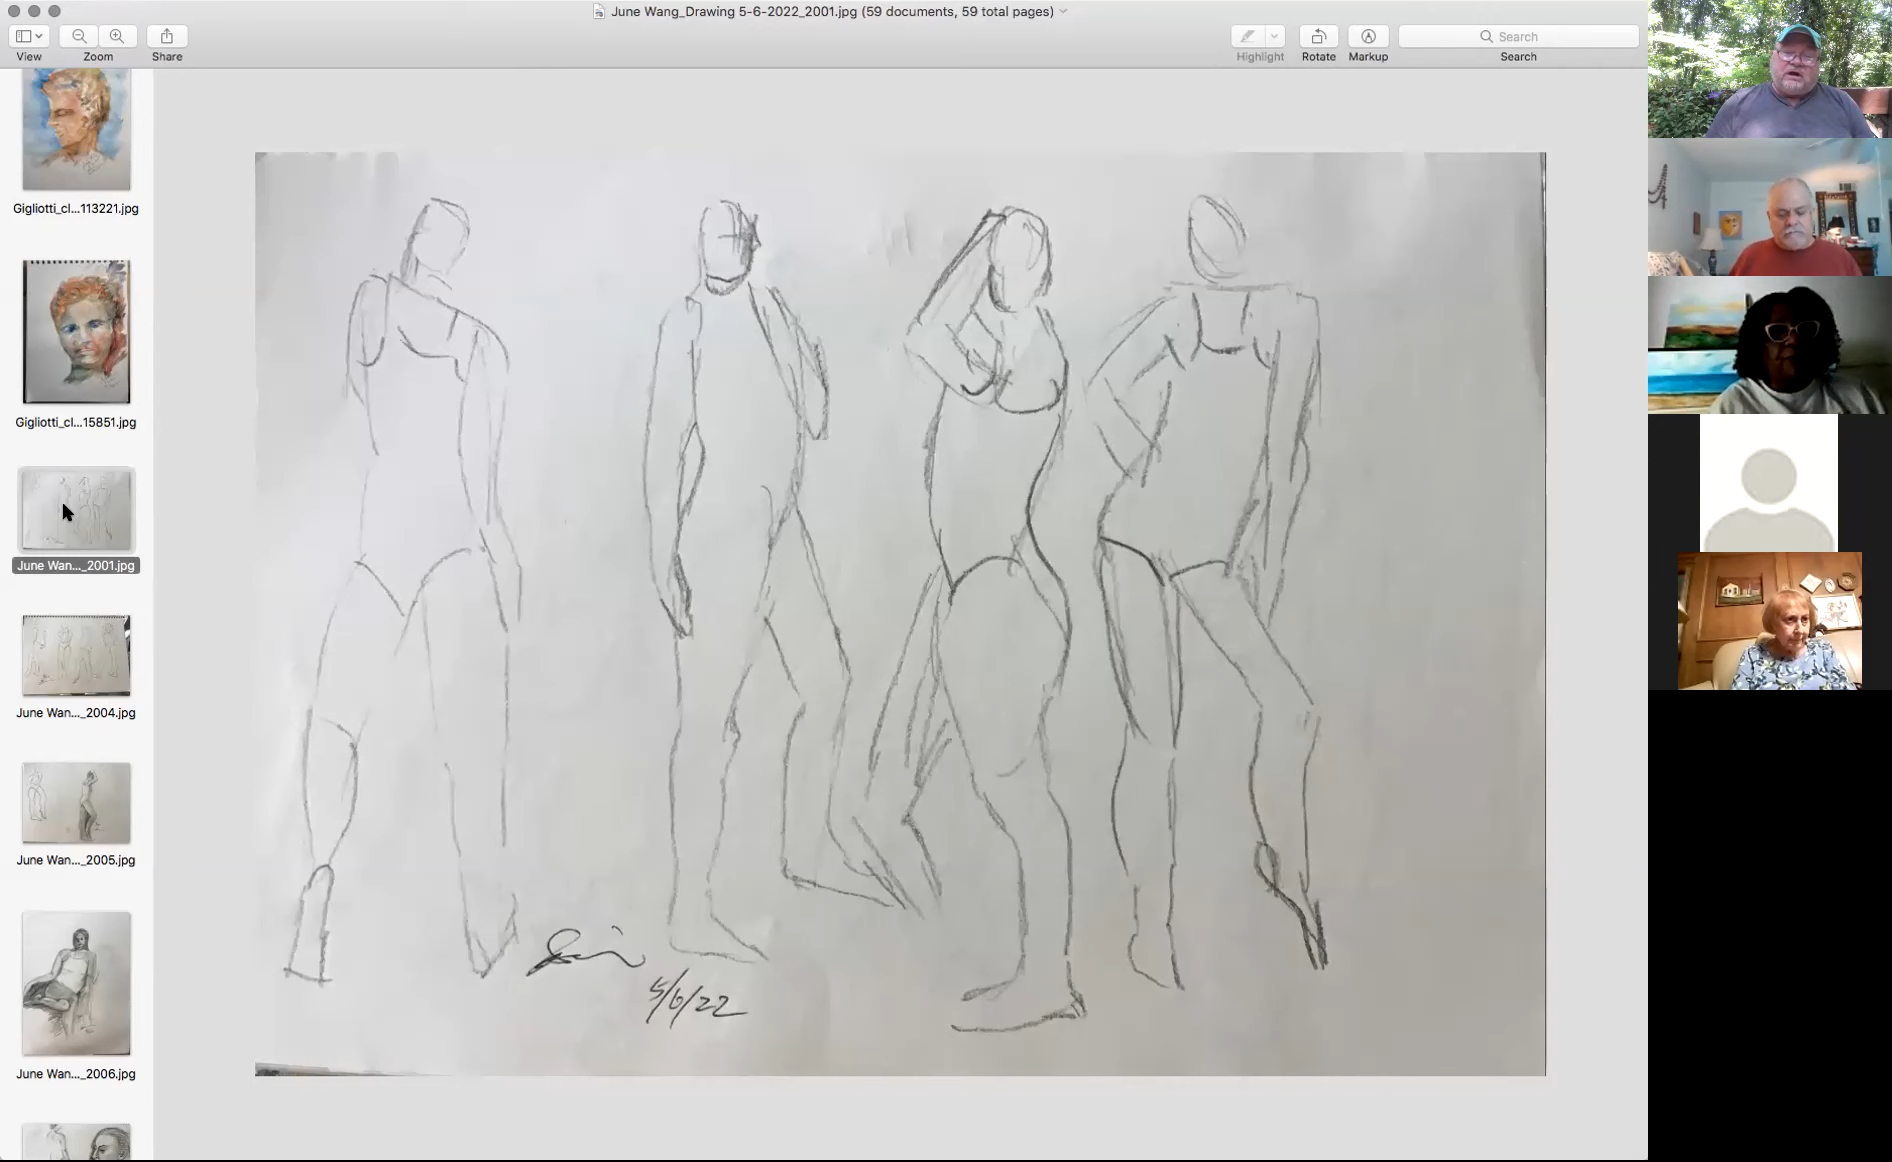 June Wang_Drawing 5-6-2022_2001.jpg (59 documents, 59 total pages)
View
Zoom
Share
Highlight
Rotate
Markup
Search
Search
Gigliotti_cl...113221.jpg
Gigliotti_cl...15851.jpg
June Wan..._2001.jpg
June Wan..._2004.jpg
June Wan..._2005.jpg
June Wan..._2006.jpg
5/6/22